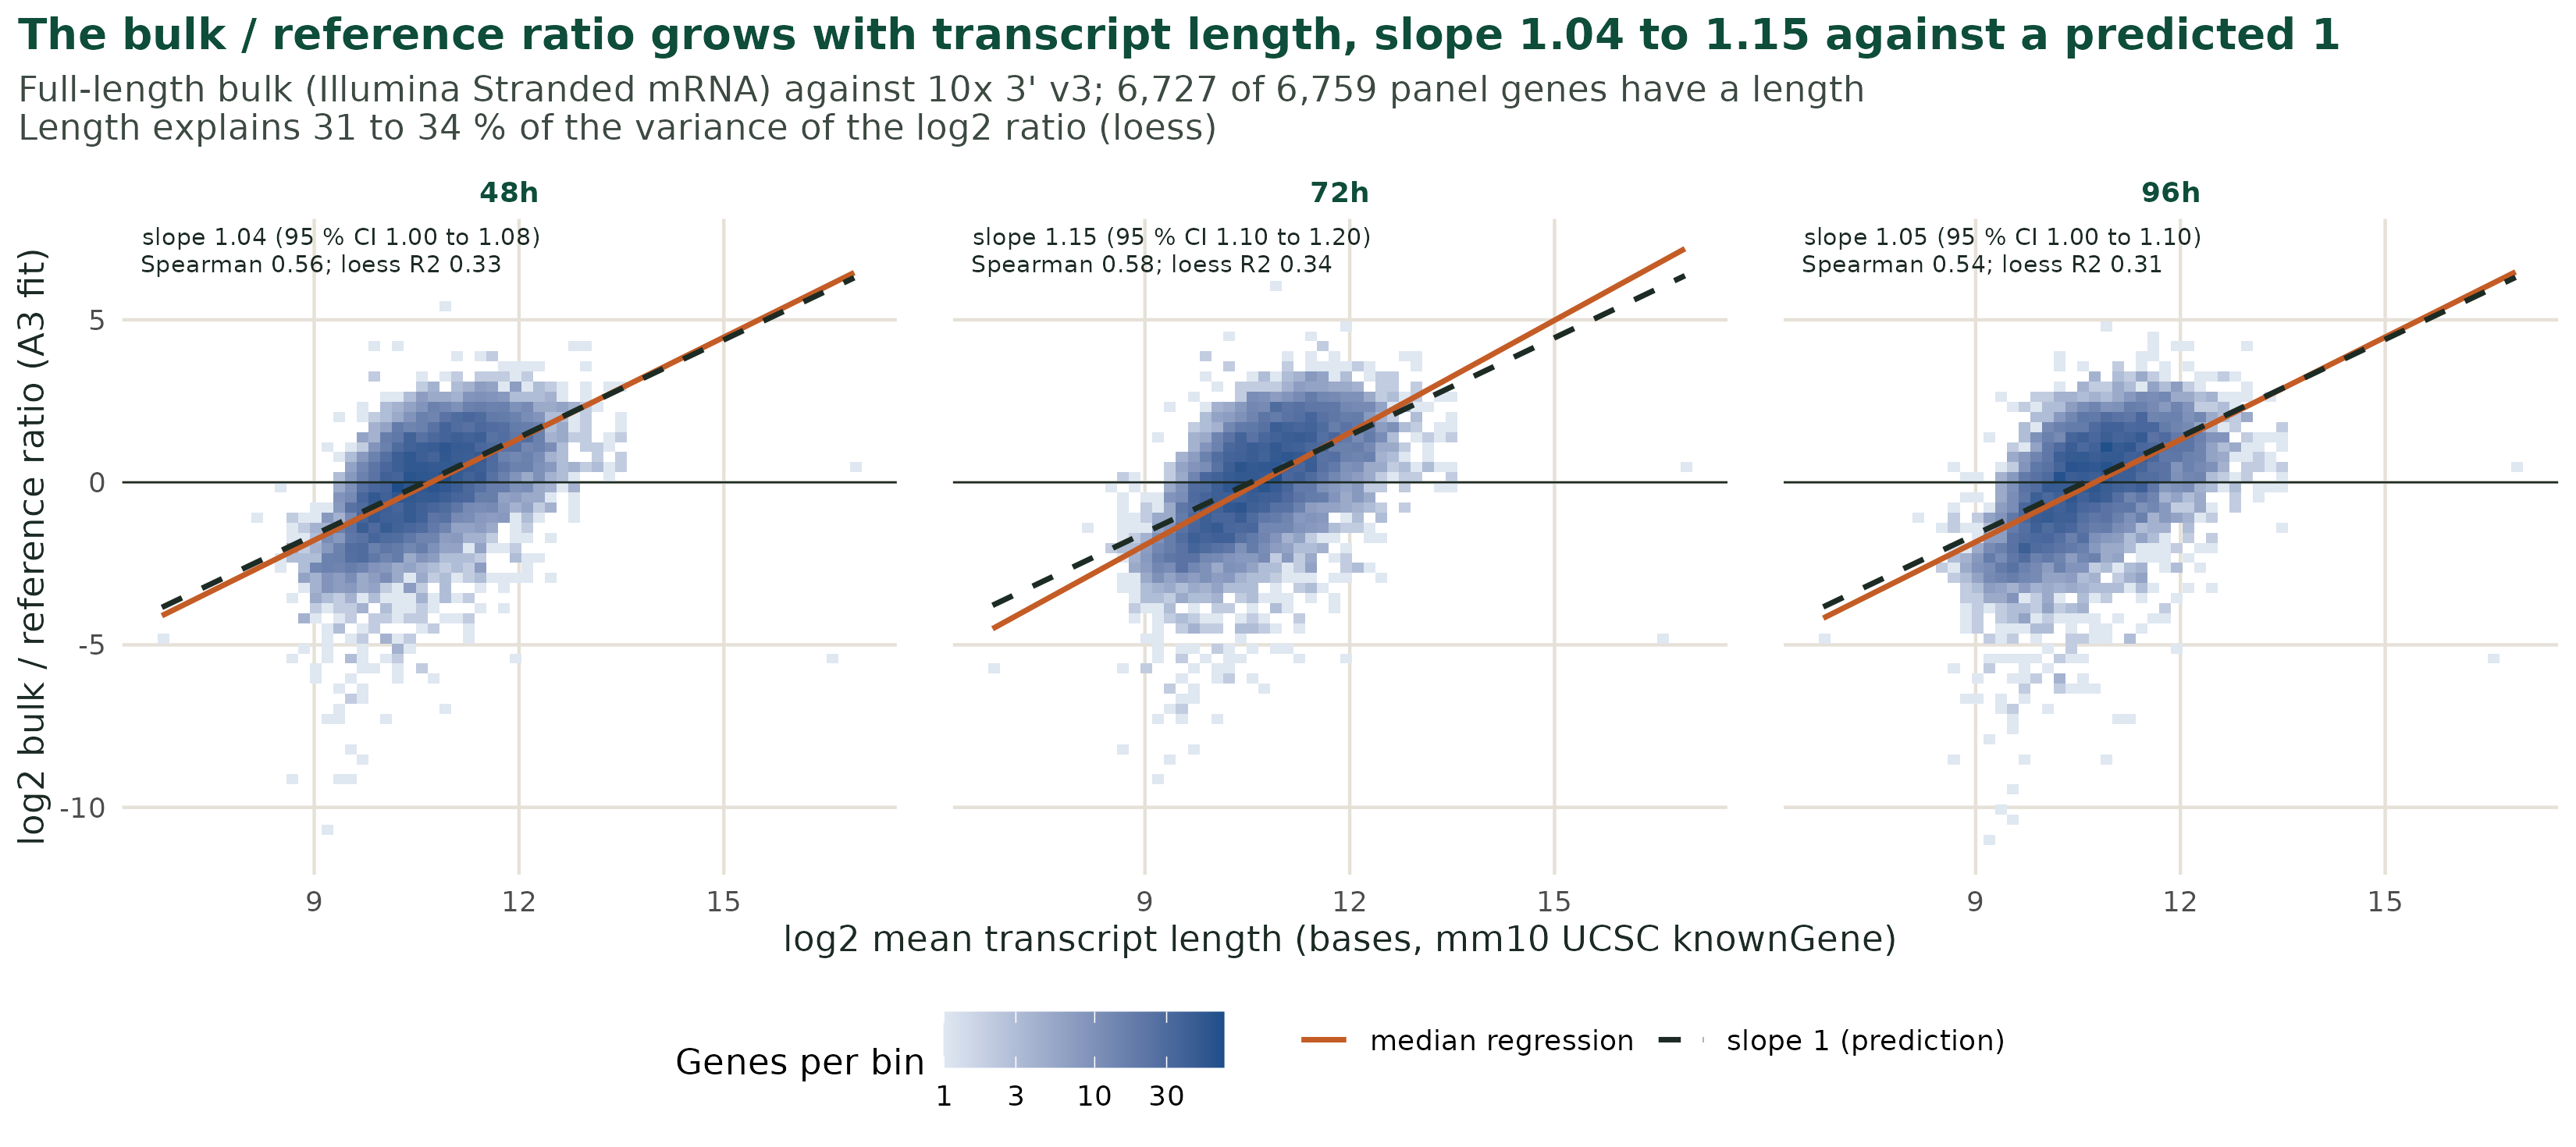 The bulk / reference ratio grows with transcript length, slope 1.04 to 1.15 against a predicted 1
Full-length bulk (Illumina Stranded mRNA) against 10x 3' v3; 6,727 of 6,759 panel genes have a length
Length explains 31 to 34 % of the variance of the log2 ratio (loess)
48h
72h
96h
slope 1.04 (95 % CI 1.00 to 1.08)
Spearman 0.56; loess R2 0.33
slope 1.15 (95 % CI 1.10 to 1.20)
Spearman 0.58; loess R2 0.34
slope 1.05 (95 % CI 1.00 to 1.10)
Spearman 0.54; loess R2 0.31
log2 bulk / reference ratio (A3 fit)
5
0
-5
-10
9 12 15
9 12 15
9 12 15
log2 mean transcript length (bases, mm10 UCSC knownGene)
Genes per bin
1 3 10 30
median regression
slope 1 (prediction)